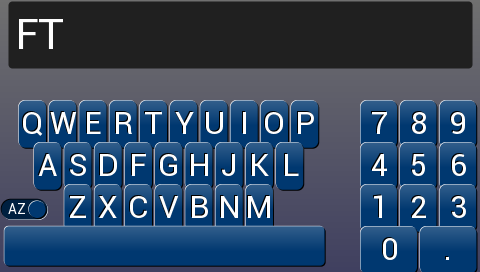 FT
Q W E R T Y U I O P 7 8 9
A S D F G H J K L 4 5 6
AZ Z X C V B N M 1 2 3
0 .